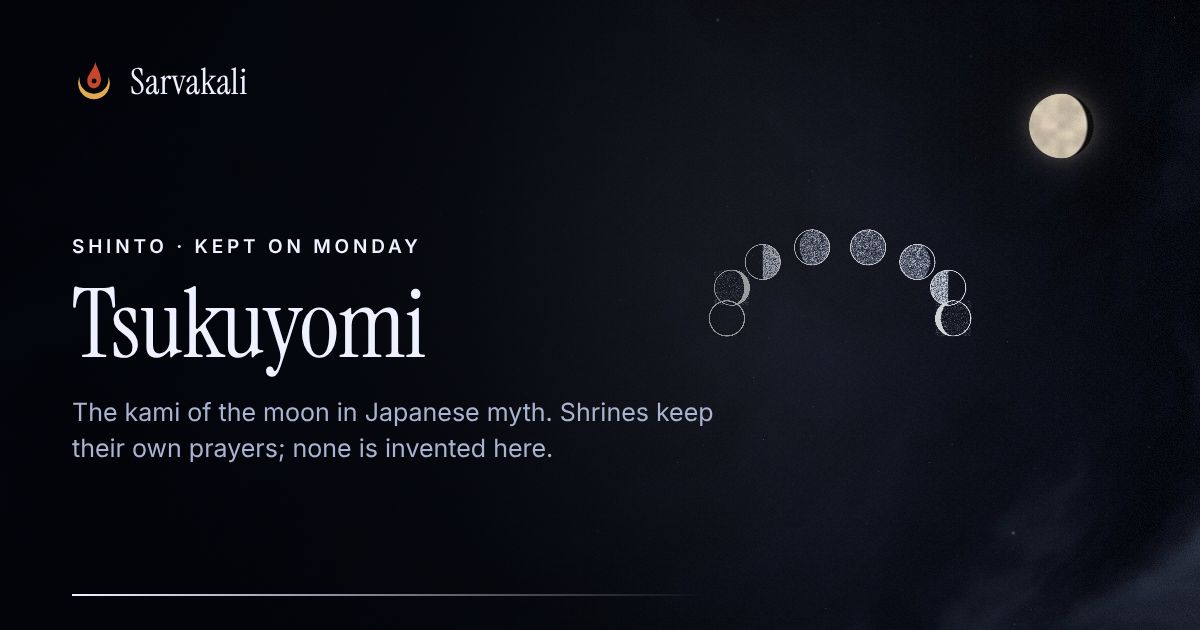 Sarvakali
SHINTO · KEPT ON MONDAY
Tsukuyomi
The kami of the moon in Japanese myth. Shrines keep
their own prayers; none is invented here.